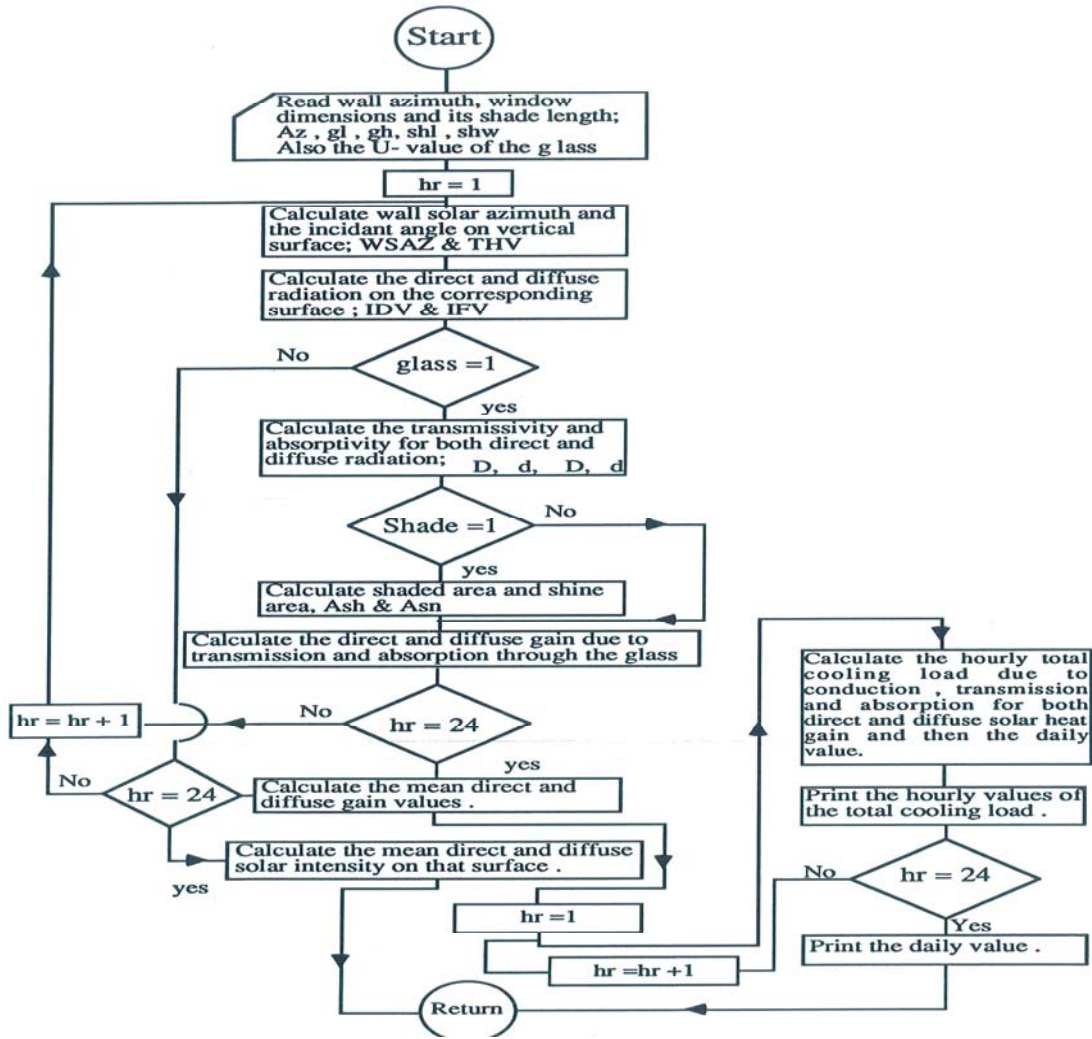 Start
Read wall azimuth, window
dimensions and its shade length;
Az , gl , gh, shl , shw
Also the U- value of the g lass
hr = 1
Calculate wall solar azimuth and
the incidant angle on vertical
surface; WSAZ & THV
Calculate the direct and diffuse
radiation on the corresponding
surface ; IDV & IFV
No
glass =1
yes
Calculate the transmissivity and
absorptivity for both direct and
diffuse radiation; D, d, D, d
Shade =1
No
yes
Calculate shaded area and shine
area, Ash & Asn
Calculate the direct and diffuse gain due to
transmission and absorption through the glass
hr = hr + 1
No
hr = 24
yes
No
hr = 24
yes
Calculate the mean direct and
diffuse gain values .
Calculate the mean direct and diffuse
solar intensity on that surface .
hr =1
hr =hr +1
Calculate the hourly total
cooling load due to
conduction , transmission
and absorption for both
direct and diffuse solar heat
gain and then the daily
value.
Print the hourly values of
the total cooling load .
No
hr = 24
Yes
Print the daily value .
Return